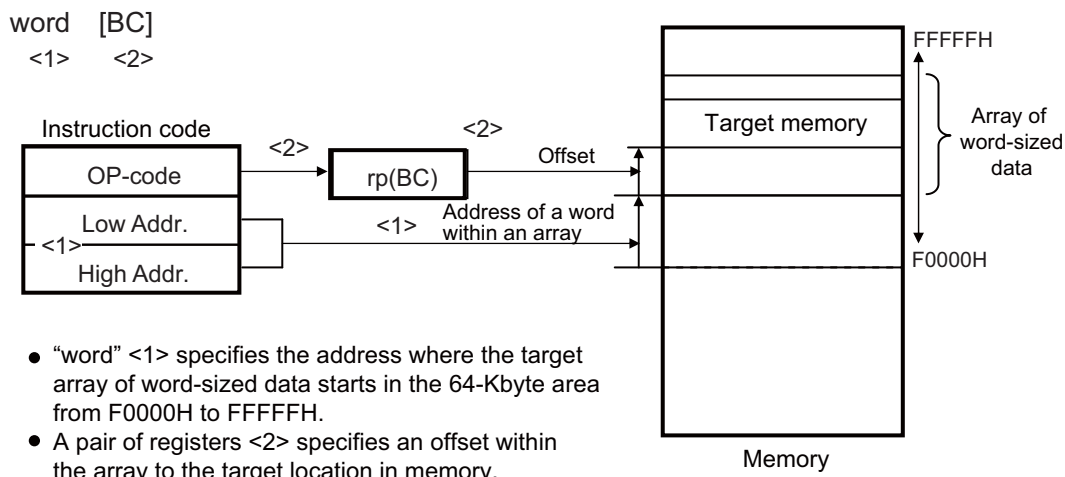 word [BC]
<1> <2>
FFFFFH
Instruction code
OP-code
Low Addr.
<1>
High Addr.
<2>
rp(BC)
<2>
Offset
<1>
Address of a word
within an array
Target memory
Array of
word-sized
data
F0000H
Memory
● “word” <1> specifies the address where the target
array of word-sized data starts in the 64-Kbyte area
from F0000H to FFFFFH.
● A pair of registers <2> specifies an offset within
the array to the target location in memory.